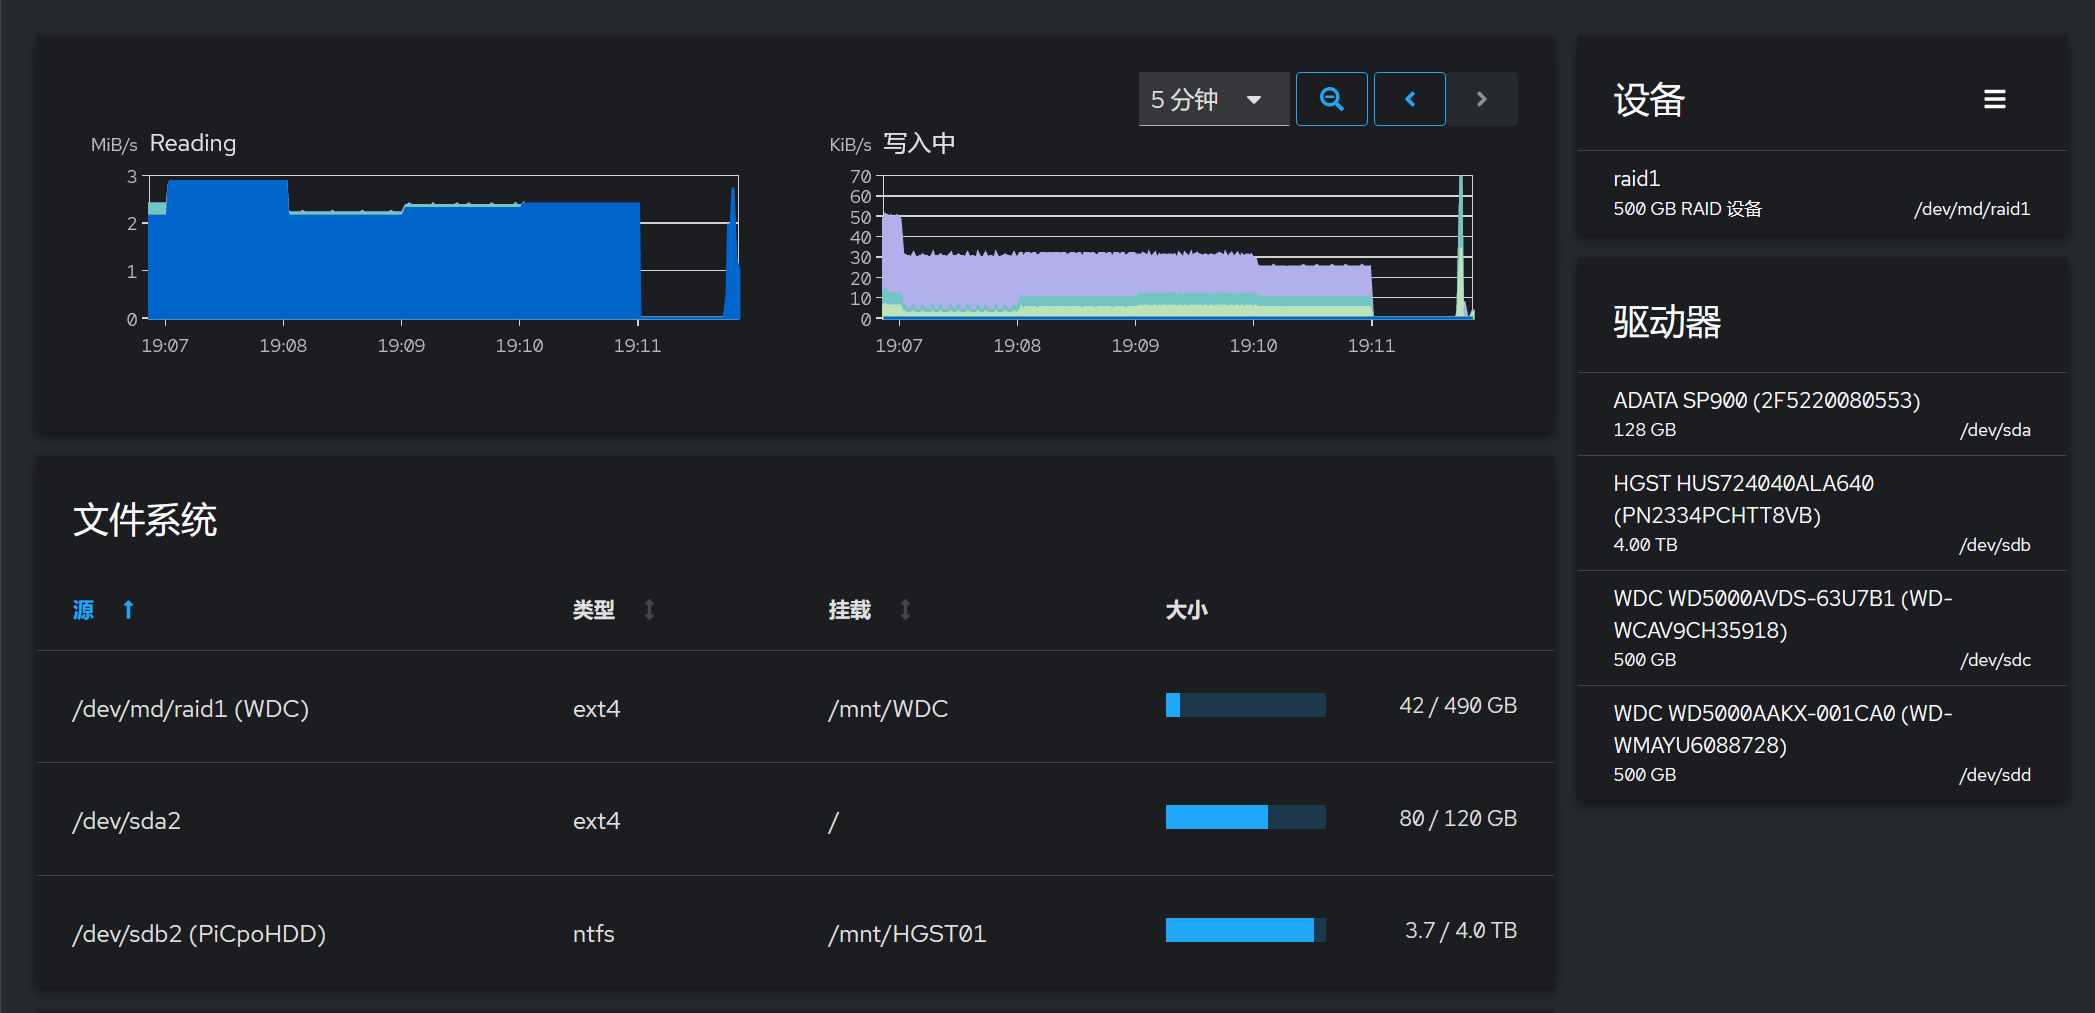 5 分钟
MiB/s Reading
3
2
1
0
19:07 19:08 19:09 19:10 19:11
KiB/s 写入中
70
60
50
40
30
20
10
0
19:07 19:08 19:09 19:10 19:11
文件系统
源 类型 挂载 大小
/dev/md/raid1 (WDC) ext4 /mnt/WDC 42 / 490 GB
/dev/sda2 ext4 / 80 / 120 GB
/dev/sdb2 (PiCpoHDD) ntfs /mnt/HGST01 3.7 / 4.0 TB
设备
raid1
500 GB RAID 设备 /dev/md/raid1
驱动器
ADATA SP900 (2F5220080553)
128 GB /dev/sda
HGST HUS724040ALA640
(PN2334PCHTT8VB)
4.00 TB /dev/sdb
WDC WD5000AVDS-63U7B1 (WD-
WCAV9CH35918)
500 GB /dev/sdc
WDC WD5000AAKX-001CA0 (WD-
WMAYU6088728)
500 GB /dev/sdd